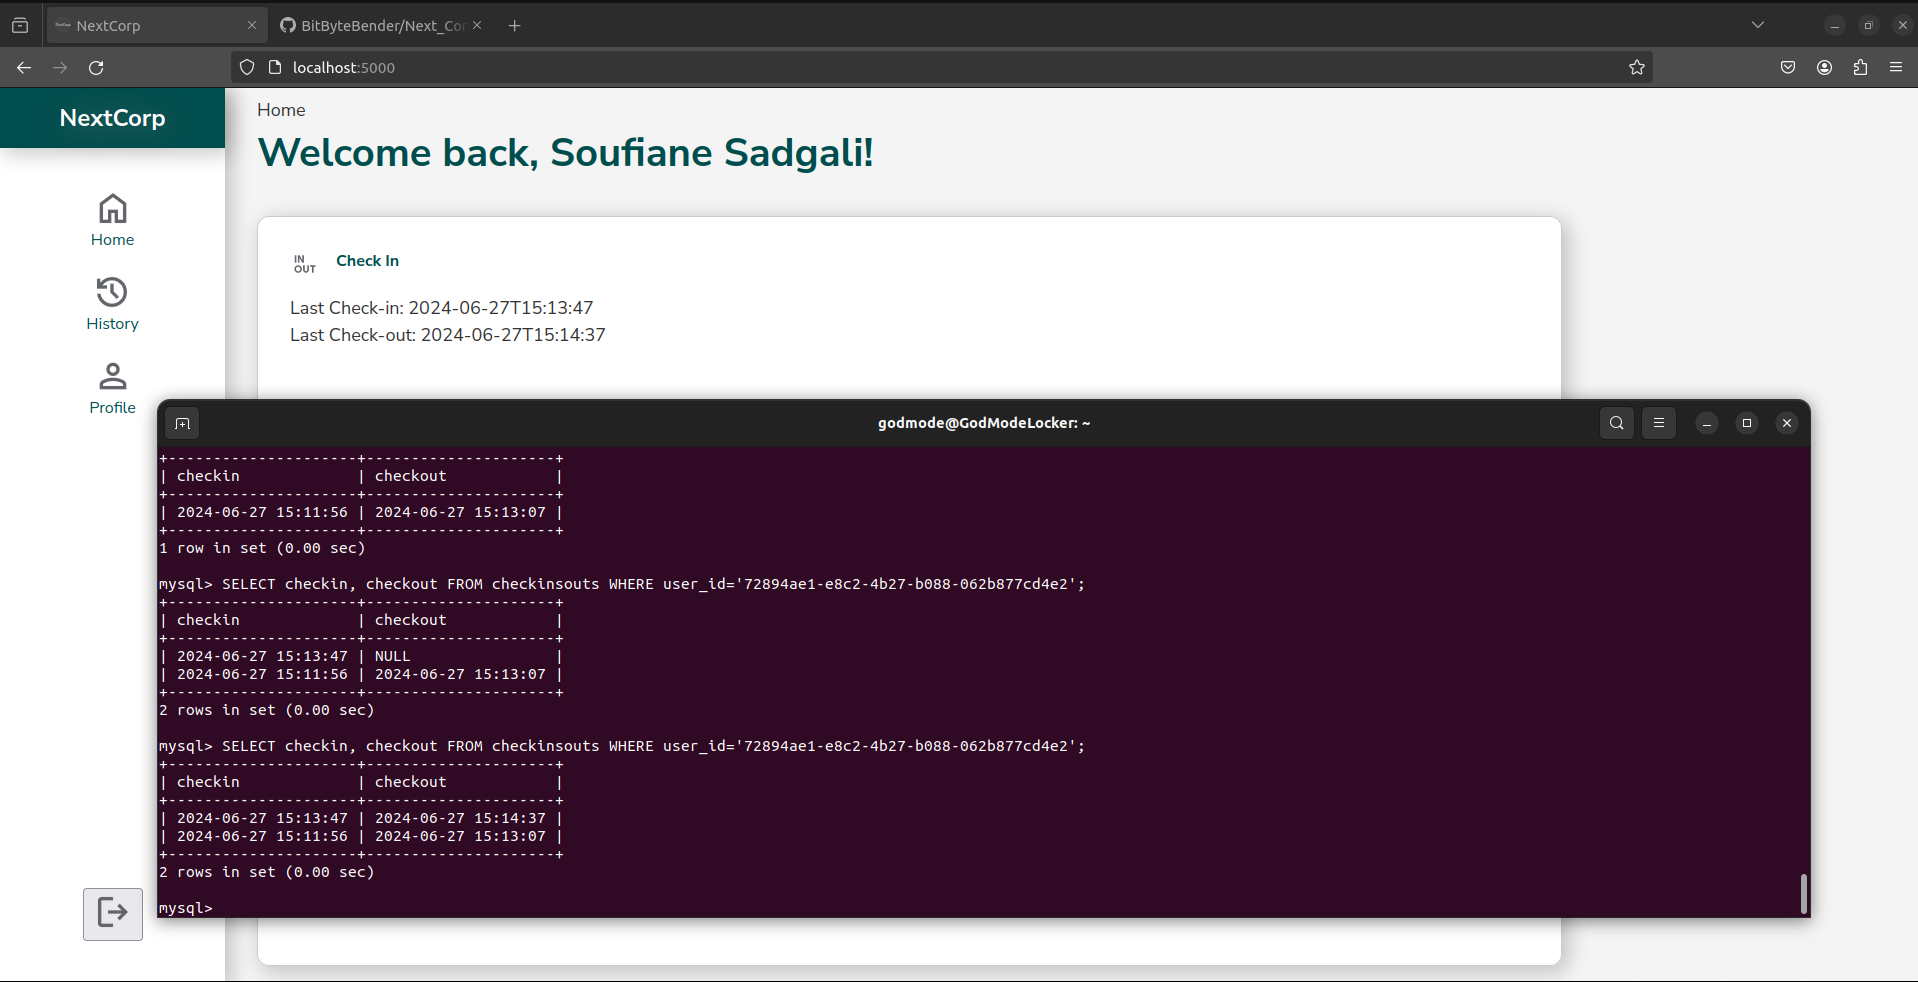 NextCorp
BitByteBender/Next_Cor
localhost:5000
NextCorp
Home
Welcome back, Soufiane Sadgali!
Home
History
Profile
IN
OUT
Check In
Last Check-in: 2024-06-27T15:13:47
Last Check-out: 2024-06-27T15:14:37
godmode@GodModeLocker: ~
+---------------------+---------------------+
| checkin             | checkout            |
+---------------------+---------------------+
| 2024-06-27 15:11:56 | 2024-06-27 15:13:07 |
+---------------------+---------------------+
1 row in set (0.00 sec)
mysql> SELECT checkin, checkout FROM checkinsouts WHERE user_id='72894ae1-e8c2-4b27-b088-062b877cd4e2';
+---------------------+---------------------+
| checkin             | checkout            |
+---------------------+---------------------+
| 2024-06-27 15:13:47 | NULL                |
| 2024-06-27 15:11:56 | 2024-06-27 15:13:07 |
+---------------------+---------------------+
2 rows in set (0.00 sec)
mysql> SELECT checkin, checkout FROM checkinsouts WHERE user_id='72894ae1-e8c2-4b27-b088-062b877cd4e2';
+---------------------+---------------------+
| checkin             | checkout            |
+---------------------+---------------------+
| 2024-06-27 15:13:47 | 2024-06-27 15:14:37 |
| 2024-06-27 15:11:56 | 2024-06-27 15:13:07 |
+---------------------+---------------------+
2 rows in set (0.00 sec)
mysql>